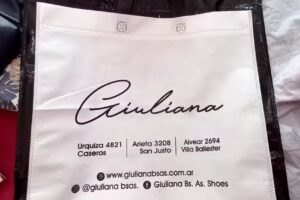 Giuliana
Urquiza 4821 Arieta 3208 Alvear 2694
Caseros San Justo Villa Ballester
www.giulianabsas.com.ar
@giuliana bsas. Giuliana Bs. As. Shoes